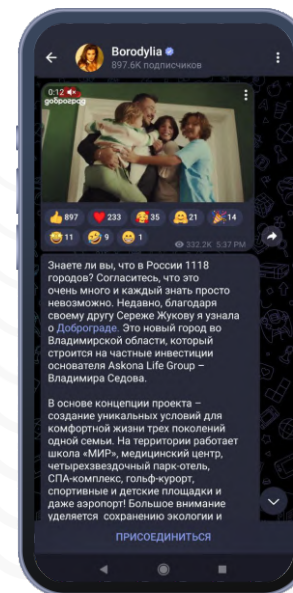 Borodylia
897.6K подписчиков
0:12
доброград
897 233 35 21 14
11 9 1
332.2K 5:37 PM
Знаете ли вы, что в России 1118
городов? Согласитесь, что это
очень много и каждый знать просто
невозможно. Недавно, благодаря
своему другу Сереже Жукову я узнала
о Доброграде. Это новый город во
Владимирской области, который
строится на частные инвестиции
основателя Askona Life Group –
Владимира Седова.
В основе концепции проекта –
создание уникальных условий для
комфортной жизни трех поколений
одной семьи. На территории работает
школа «МИР», медицинский центр,
четырехзвездочный парк-отель,
СПА-комплекс, гольф-курорт,
спортивные и детские площадки и
даже аэропорт! Большое внимание
уделяется сохранению экологии и
ПРИСОЕДИНИТЬСЯ